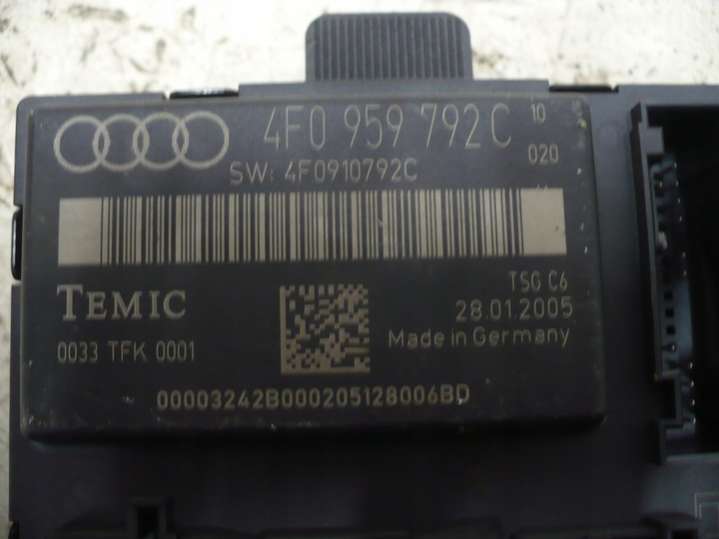 4F0 959 792 C 10
SW: 4F0910792C 020
TEMIC
TSG C6
28.01.2005
0033 TFK 0001
Made in Germany
00003242B000205128006BD